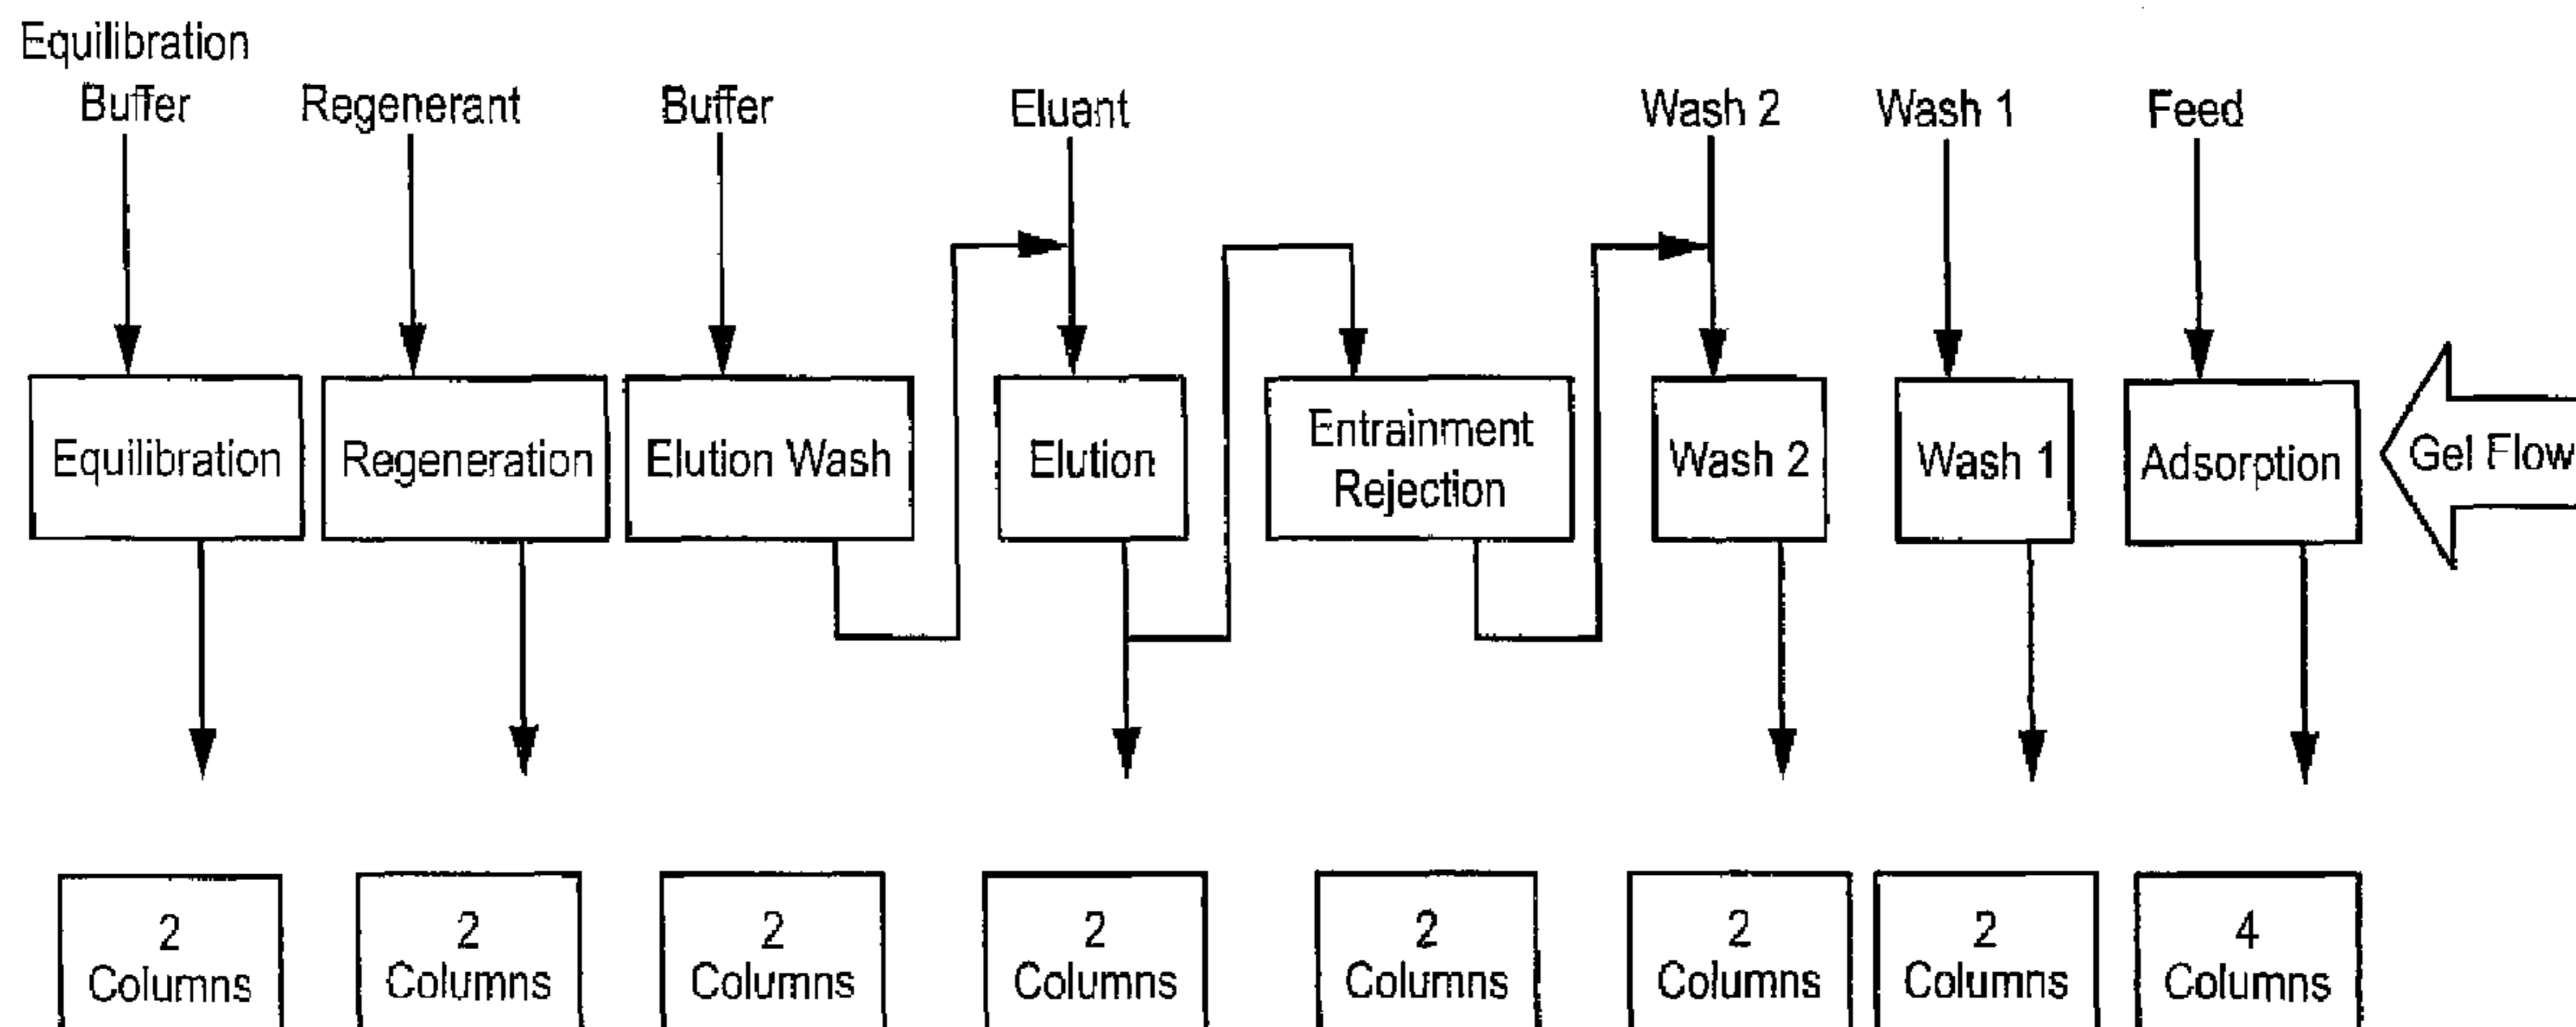 Equilibration
Buffer
Regenerant
Buffer
Eluant
Wash 2
Wash 1
Feed
Equilibration
Regeneration
Elution Wash
Elution
Entrainment
Rejection
Wash 2
Wash 1
Adsorption
Gel Flow
2
Columns
2
Columns
2
Columns
2
Columns
2
Columns
2
Columns
2
Columns
4
Columns